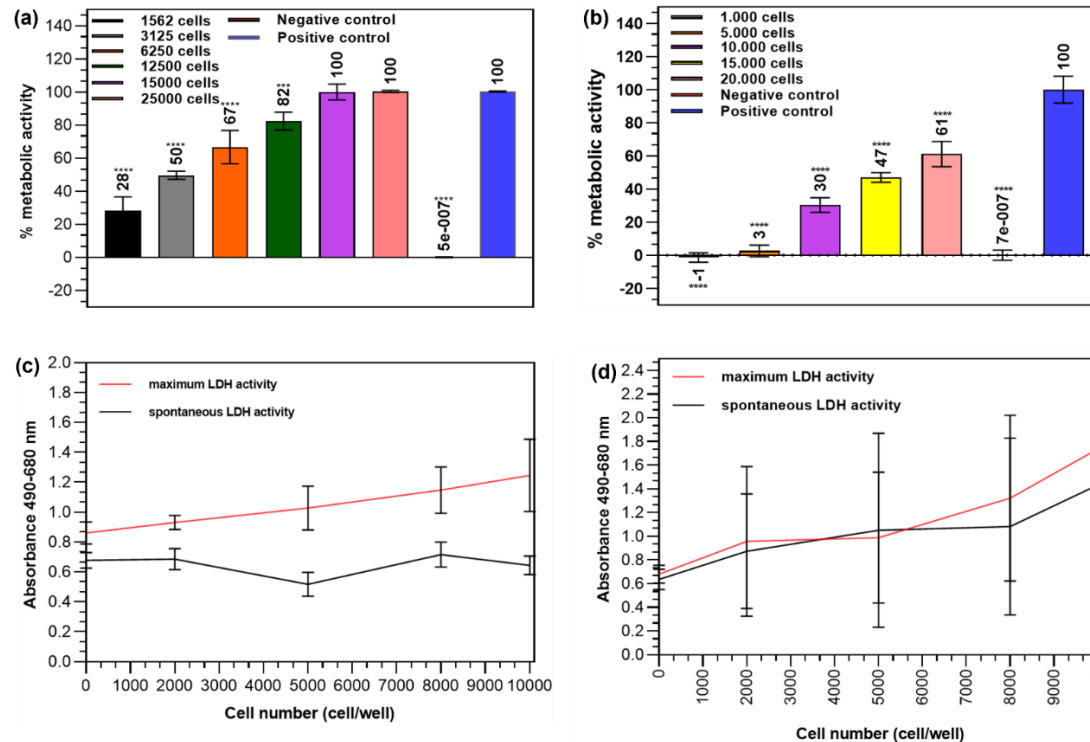 (a)
% metabolic activity
140
120
100
80
60
40
20
0
-20
1562 cells
3125 cells
6250 cells
12500 cells
15000 cells
25000 cells
Negative control
Positive control
28****
50****
67****
82***
100
100
5e-007****
100
(b)
% metabolic activity
140
120
100
80
60
40
20
0
-20
1.000 cells
5.000 cells
10.000 cells
15.000 cells
20.000 cells
Negative control
Positive control
-1****
3****
30****
47****
61****
7e-007****
100
(c)
Absorbance 490-680 nm
2.0
1.8
1.6
1.4
1.2
1.0
0.8
0.6
0.4
0.2
0.0
maximum LDH activity
spontaneous LDH activity
0 1000 2000 3000 4000 5000 6000 7000 8000 9000 10000
Cell number (cell/well)
(d)
Absorbance 490-680 nm
2.4
2.2
2.0
1.8
1.6
1.4
1.2
1.0
0.8
0.6
0.4
0.2
0.0
maximum LDH activity
spontaneous LDH activity
0 1000 2000 3000 4000 5000 6000 7000 8000 9000
Cell number (cell/well)